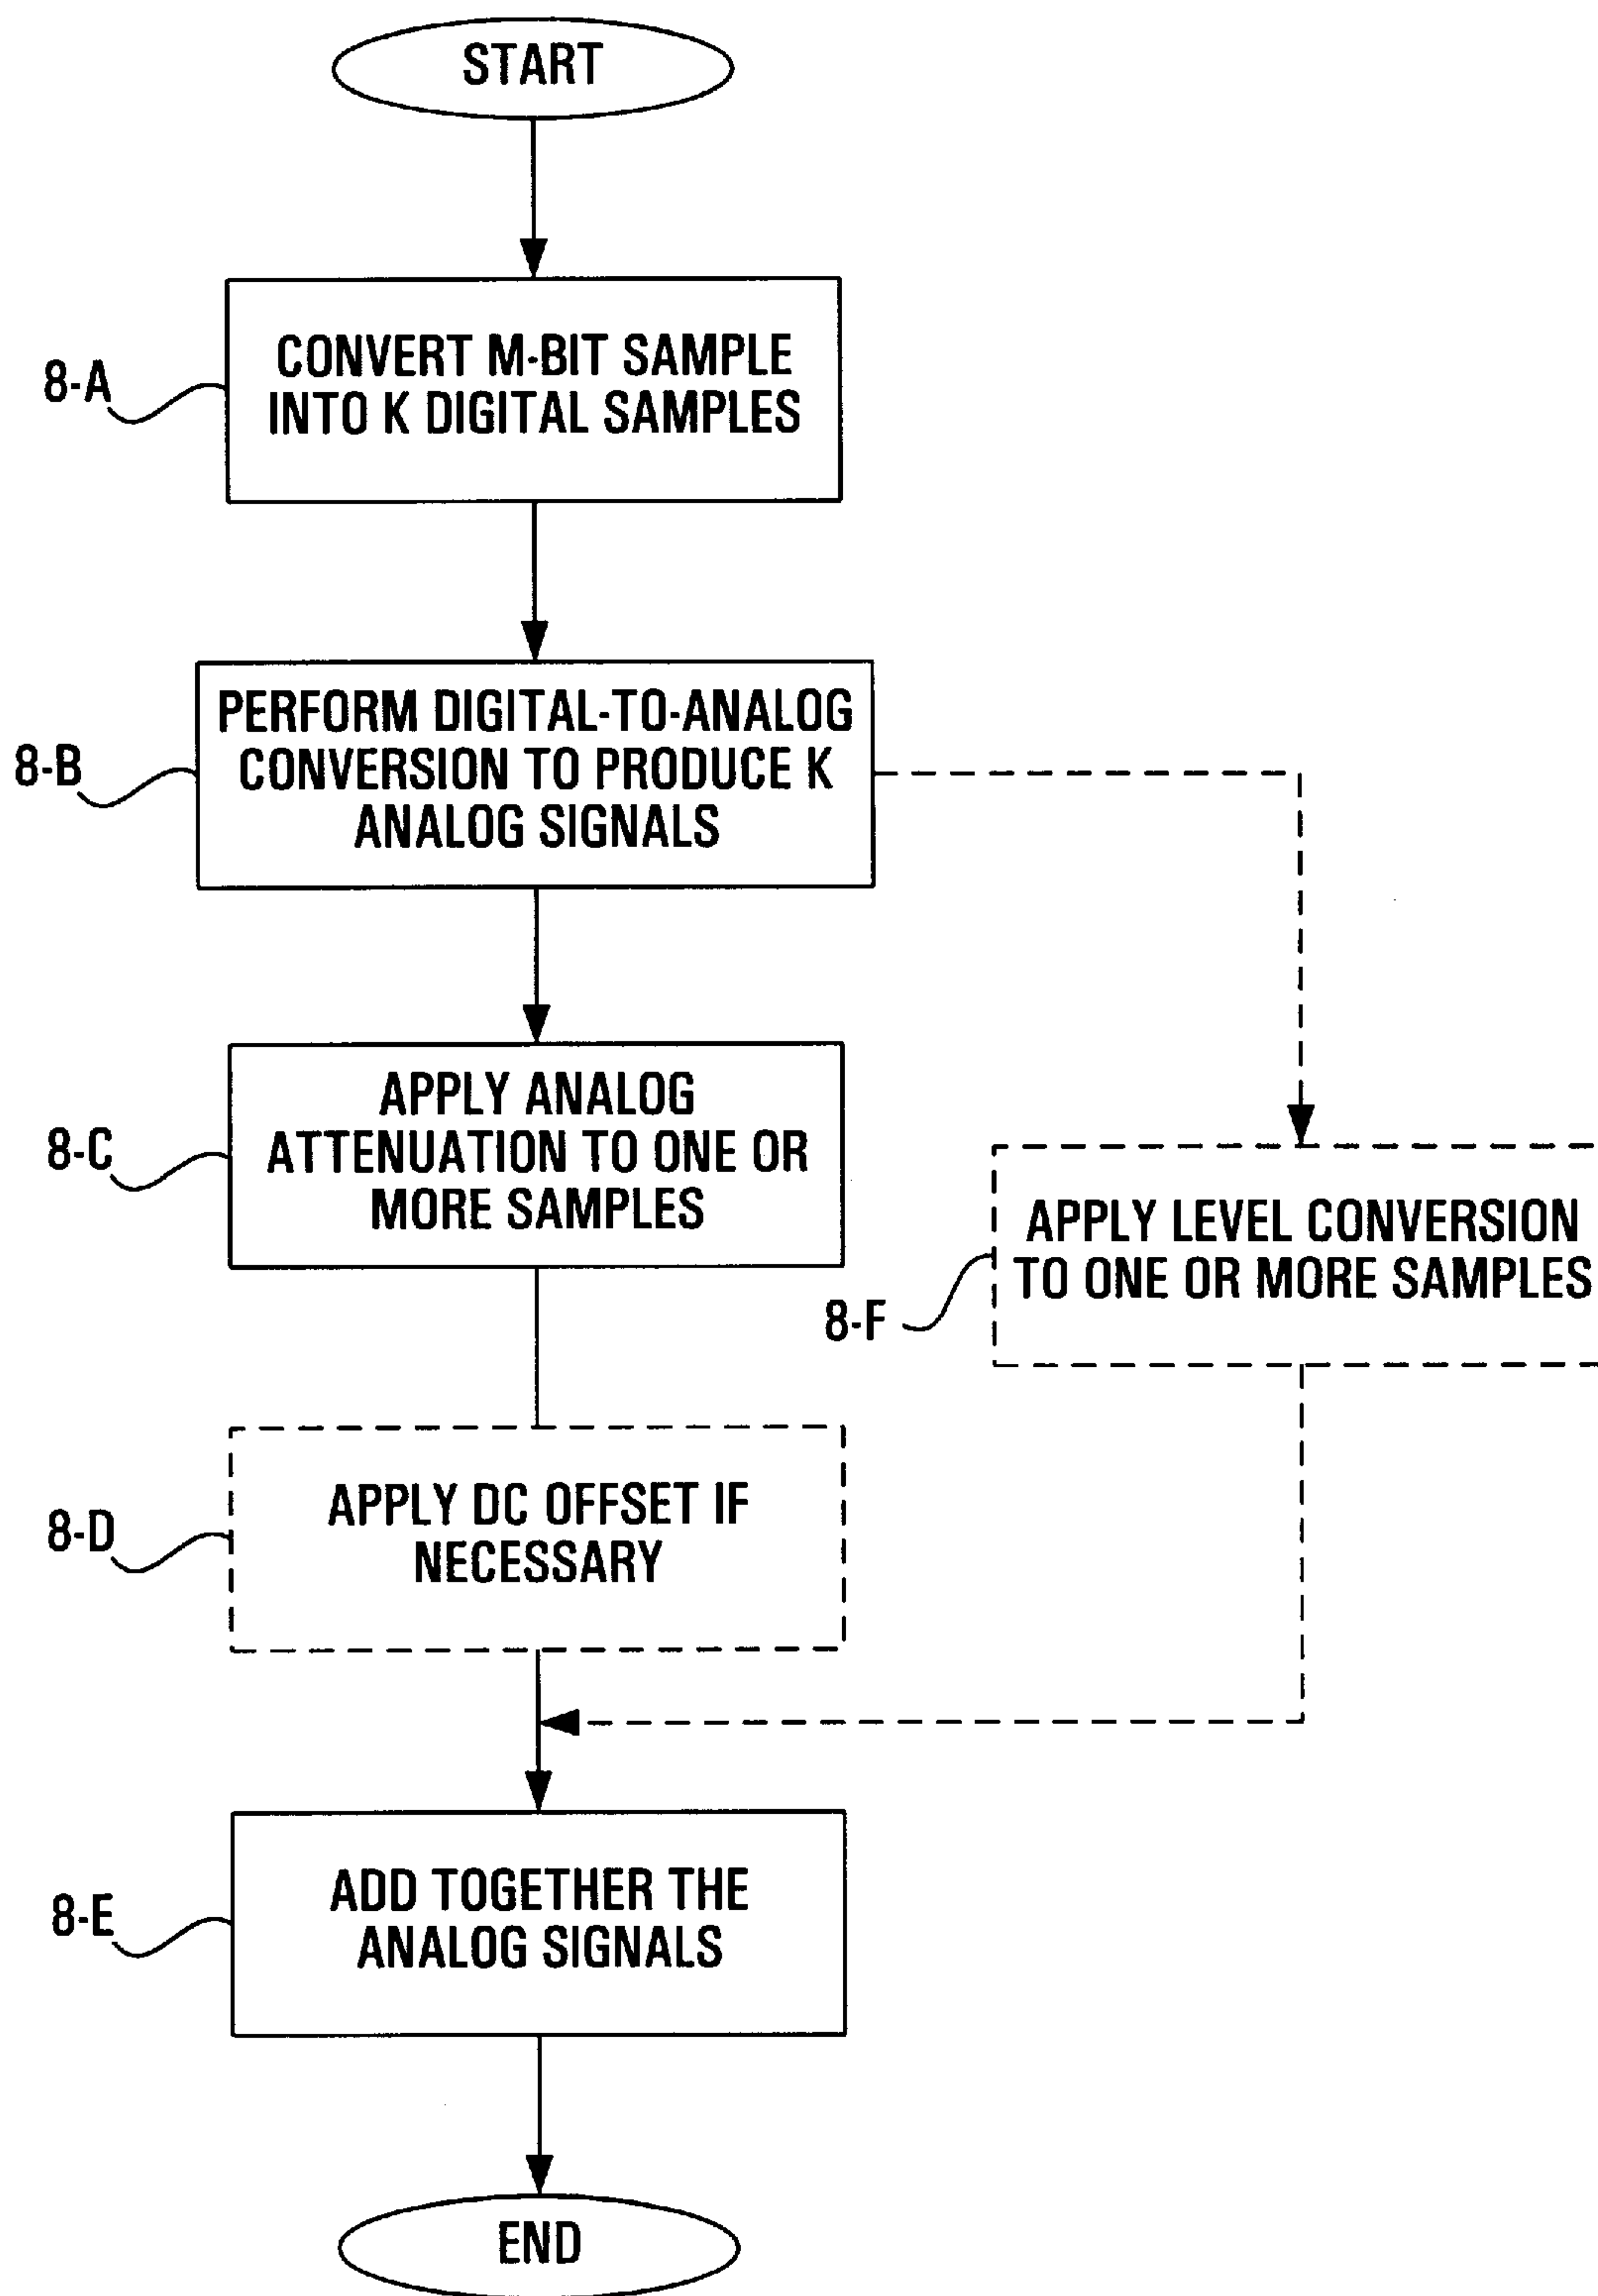 START
8-A
CONVERT M-BIT SAMPLE
INTO K DIGITAL SAMPLES
8-B
PERFORM DIGITAL-TO-ANALOG
CONVERSION TO PRODUCE K
ANALOG SIGNALS
8-C
APPLY ANALOG
ATTENUATION TO ONE OR
MORE SAMPLES
8-F
APPLY LEVEL CONVERSION
TO ONE OR MORE SAMPLES
8-D
APPLY DC OFFSET IF
NECESSARY
8-E
ADD TOGETHER THE
ANALOG SIGNALS
END